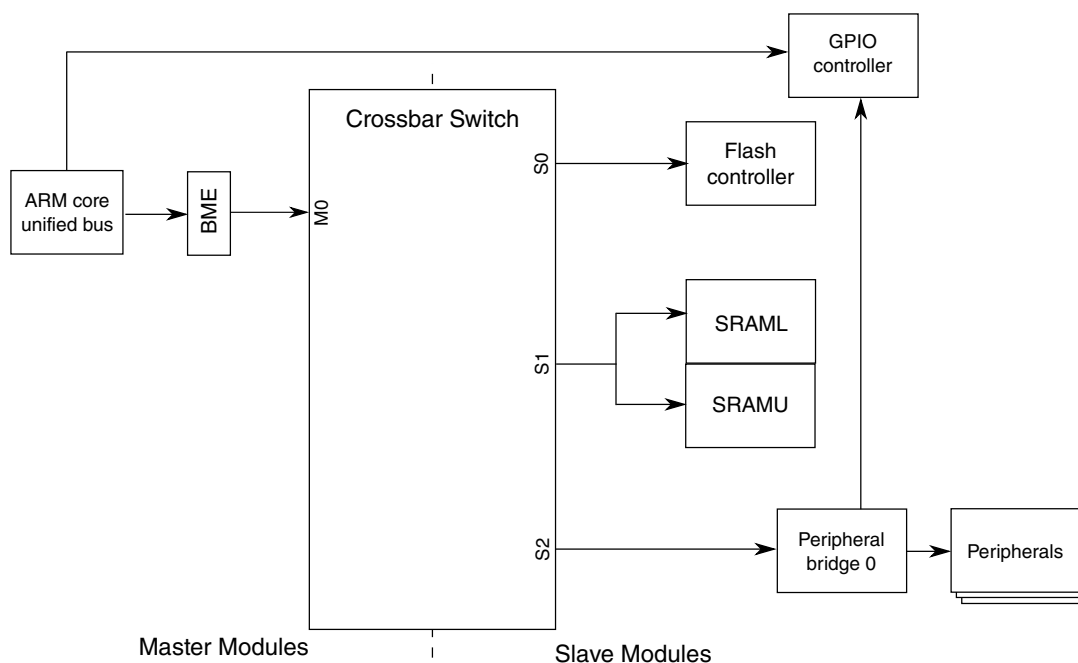 GPIO
controller
Crossbar Switch
S0
Flash
controller
ARM core
unified bus
BME
M0
SRAML
S1
SRAMU
S2
Peripheral
bridge 0
Peripherals
Master Modules
Slave Modules